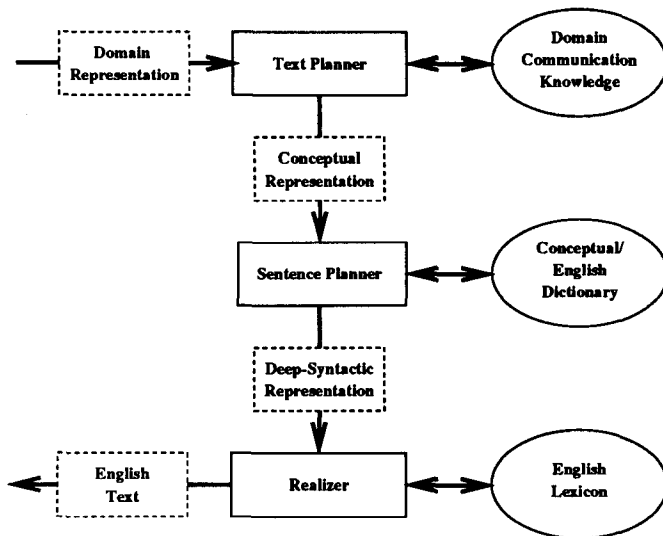 Domain
Representation
Text Planner
Domain
Communication
Knowledge
Conceptual
Representation
Sentence Planner
Conceptual/
English
Dictionary
Deep-Syntactic
Representation
English
Text
Realizer
English
Lexicon